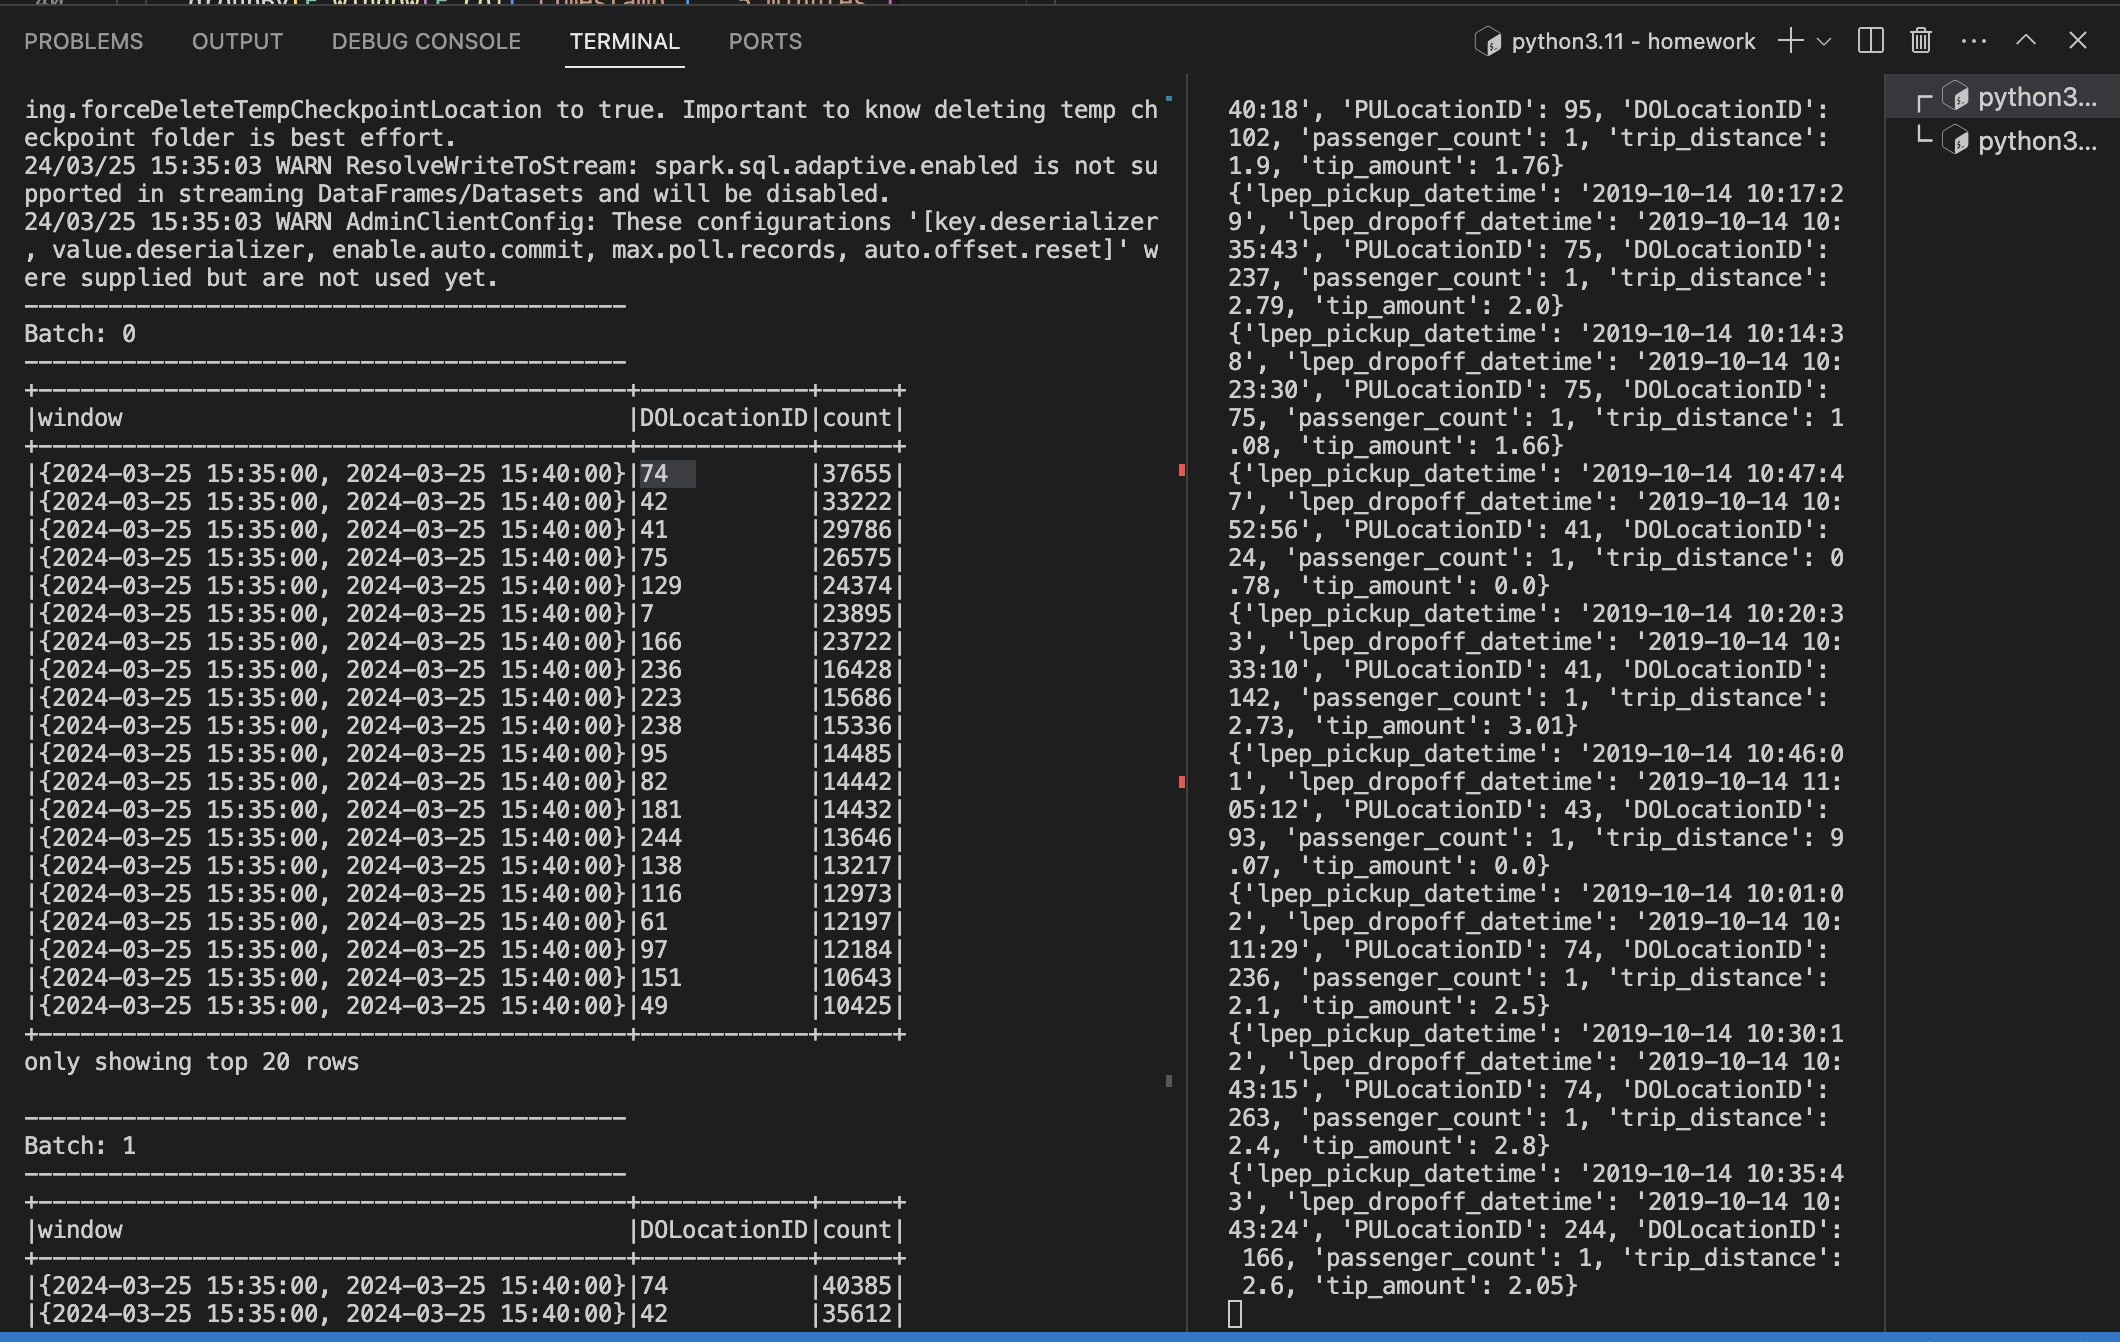 PROBLEMS OUTPUT DEBUG CONSOLE TERMINAL PORTS
python3.11 - homework
ing.forceDeleteTempCheckpointLocation to true. Important to know deleting temp ch
eckpoint folder is best effort.
24/03/25 15:35:03 WARN ResolveWriteToStream: spark.sql.adaptive.enabled is not su
pported in streaming DataFrames/Datasets and will be disabled.
24/03/25 15:35:03 WARN AdminClientConfig: These configurations '[key.deserializer
, value.deserializer, enable.auto.commit, max.poll.records, auto.offset.reset]' w
ere supplied but are not used yet.
-------------------------------------------
Batch: 0
-------------------------------------------
+------------------------------------------+------------+-----+
|window                                    |DOLocationID|count|
+------------------------------------------+------------+-----+
|{2024-03-25 15:35:00, 2024-03-25 15:40:00}|74          |37655|
|{2024-03-25 15:35:00, 2024-03-25 15:40:00}|42          |33222|
|{2024-03-25 15:35:00, 2024-03-25 15:40:00}|41          |29786|
|{2024-03-25 15:35:00, 2024-03-25 15:40:00}|75          |26575|
|{2024-03-25 15:35:00, 2024-03-25 15:40:00}|129         |24374|
|{2024-03-25 15:35:00, 2024-03-25 15:40:00}|7           |23895|
|{2024-03-25 15:35:00, 2024-03-25 15:40:00}|166         |23722|
|{2024-03-25 15:35:00, 2024-03-25 15:40:00}|236         |16428|
|{2024-03-25 15:35:00, 2024-03-25 15:40:00}|223         |15686|
|{2024-03-25 15:35:00, 2024-03-25 15:40:00}|238         |15336|
|{2024-03-25 15:35:00, 2024-03-25 15:40:00}|95          |14485|
|{2024-03-25 15:35:00, 2024-03-25 15:40:00}|82          |14442|
|{2024-03-25 15:35:00, 2024-03-25 15:40:00}|181         |14432|
|{2024-03-25 15:35:00, 2024-03-25 15:40:00}|244         |13646|
|{2024-03-25 15:35:00, 2024-03-25 15:40:00}|138         |13217|
|{2024-03-25 15:35:00, 2024-03-25 15:40:00}|116         |12973|
|{2024-03-25 15:35:00, 2024-03-25 15:40:00}|61          |12197|
|{2024-03-25 15:35:00, 2024-03-25 15:40:00}|97          |12184|
|{2024-03-25 15:35:00, 2024-03-25 15:40:00}|151         |10643|
|{2024-03-25 15:35:00, 2024-03-25 15:40:00}|49          |10425|
+------------------------------------------+------------+-----+
only showing top 20 rows
-------------------------------------------
Batch: 1
-------------------------------------------
+------------------------------------------+------------+-----+
|window                                    |DOLocationID|count|
+------------------------------------------+------------+-----+
|{2024-03-25 15:35:00, 2024-03-25 15:40:00}|74          |40385|
|{2024-03-25 15:35:00, 2024-03-25 15:40:00}|42          |35612|
40:18', 'PULocationID': 95, 'DOLocationID':
102, 'passenger_count': 1, 'trip_distance':
1.9, 'tip_amount': 1.76}
{'lpep_pickup_datetime': '2019-10-14 10:17:2
9', 'lpep_dropoff_datetime': '2019-10-14 10:
35:43', 'PULocationID': 75, 'DOLocationID':
237, 'passenger_count': 1, 'trip_distance':
2.79, 'tip_amount': 2.0}
{'lpep_pickup_datetime': '2019-10-14 10:14:3
8', 'lpep_dropoff_datetime': '2019-10-14 10:
23:30', 'PULocationID': 75, 'DOLocationID':
75, 'passenger_count': 1, 'trip_distance': 1
.08, 'tip_amount': 1.66}
{'lpep_pickup_datetime': '2019-10-14 10:47:4
7', 'lpep_dropoff_datetime': '2019-10-14 10:
52:56', 'PULocationID': 41, 'DOLocationID':
24, 'passenger_count': 1, 'trip_distance': 0
.78, 'tip_amount': 0.0}
{'lpep_pickup_datetime': '2019-10-14 10:20:3
3', 'lpep_dropoff_datetime': '2019-10-14 10:
33:10', 'PULocationID': 41, 'DOLocationID':
142, 'passenger_count': 1, 'trip_distance':
2.73, 'tip_amount': 3.01}
{'lpep_pickup_datetime': '2019-10-14 10:46:0
1', 'lpep_dropoff_datetime': '2019-10-14 11:
05:12', 'PULocationID': 43, 'DOLocationID':
93, 'passenger_count': 1, 'trip_distance': 9
.07, 'tip_amount': 0.0}
{'lpep_pickup_datetime': '2019-10-14 10:01:0
2', 'lpep_dropoff_datetime': '2019-10-14 10:
11:29', 'PULocationID': 74, 'DOLocationID':
236, 'passenger_count': 1, 'trip_distance':
2.1, 'tip_amount': 2.5}
{'lpep_pickup_datetime': '2019-10-14 10:30:1
2', 'lpep_dropoff_datetime': '2019-10-14 10:
43:15', 'PULocationID': 74, 'DOLocationID':
263, 'passenger_count': 1, 'trip_distance':
2.4, 'tip_amount': 2.8}
{'lpep_pickup_datetime': '2019-10-14 10:35:4
3', 'lpep_dropoff_datetime': '2019-10-14 10:
43:24', 'PULocationID': 244, 'DOLocationID':
 166, 'passenger_count': 1, 'trip_distance':
 2.6, 'tip_amount': 2.05}
python3...
python3...